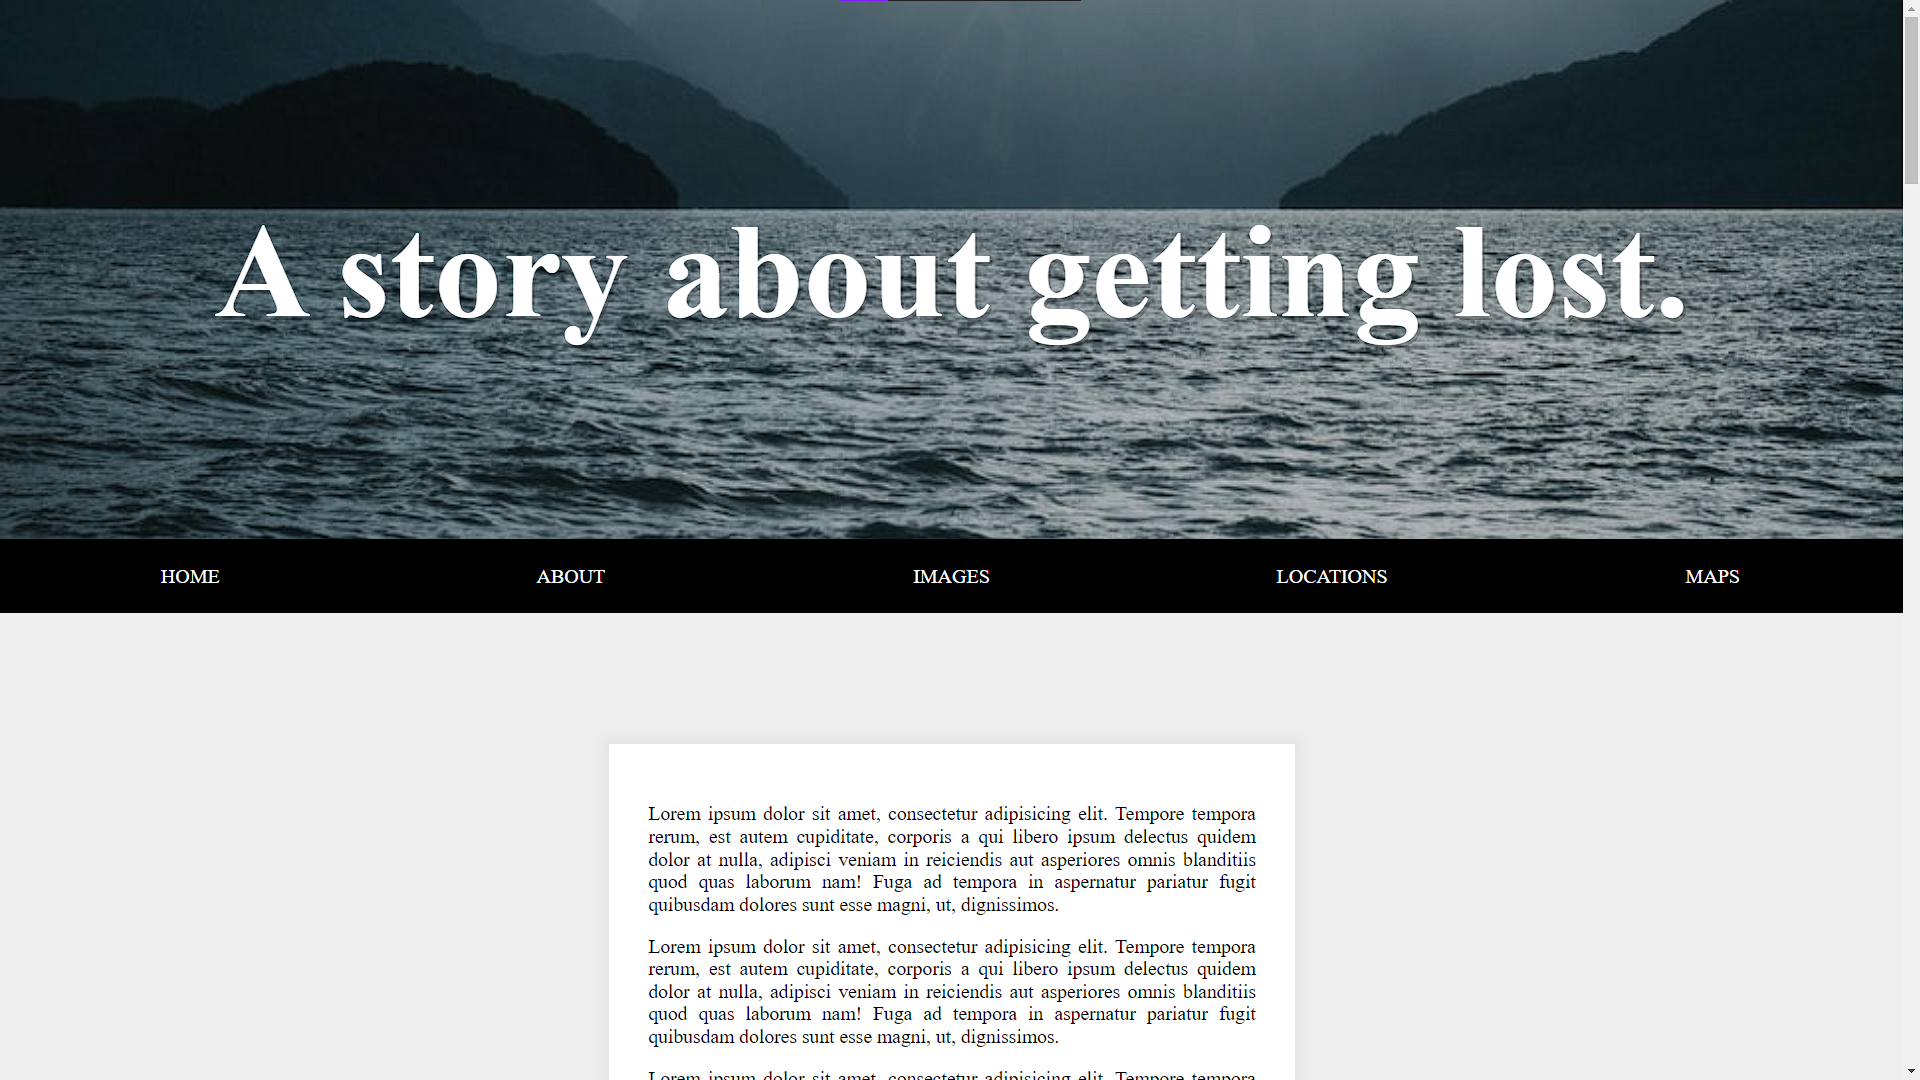 A story about getting lost.
HOME
ABOUT
IMAGES
LOCATIONS
MAPS
Lorem ipsum dolor sit amet, consectetur adipisicing elit. Tempore tempora
rerum, est autem cupiditate, corporis a qui libero ipsum delectus quidem
dolor at nulla, adipisci veniam in reiciendis aut asperiores omnis blanditiis
quod quas laborum nam! Fuga ad tempora in aspernatur pariatur fugit
quibusdam dolores sunt esse magni, ut, dignissimos.
Lorem ipsum dolor sit amet, consectetur adipisicing elit. Tempore tempora
rerum, est autem cupiditate, corporis a qui libero ipsum delectus quidem
dolor at nulla, adipisci veniam in reiciendis aut asperiores omnis blanditiis
quod quas laborum nam! Fuga ad tempora in aspernatur pariatur fugit
quibusdam dolores sunt esse magni, ut, dignissimos.
Lorem ipsum dolor sit amet, consectetur adipisicing elit. Tempore tempora